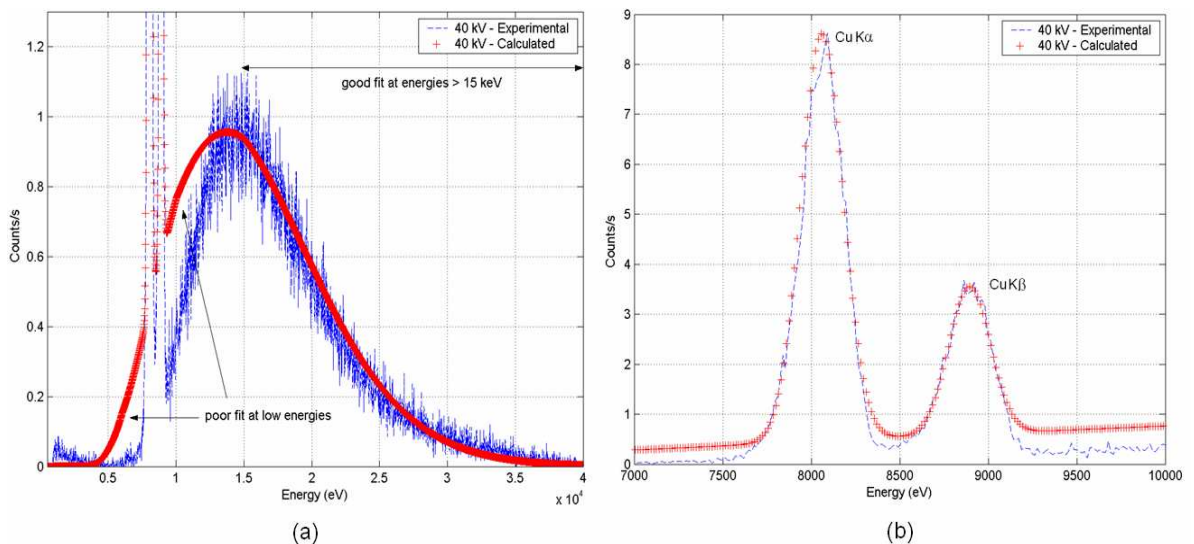 40 kV - Experimental
40 kV - Calculated
good fit at energies > 15 keV
poor fit at low energies
Counts/s
1.2
1
0.8
0.6
0.4
0.2
0
0.5 1 1.5 2 2.5 3 3.5 4
Energy (eV)
x 10⁴
(a)
40 kV - Experimental
40 kV - Calculated
Cu Kα
Cu Kβ
Counts/s
9
8
7
6
5
4
3
2
1
0
7000 7500 8000 8500 9000 9500 10000
Energy (eV)
(b)